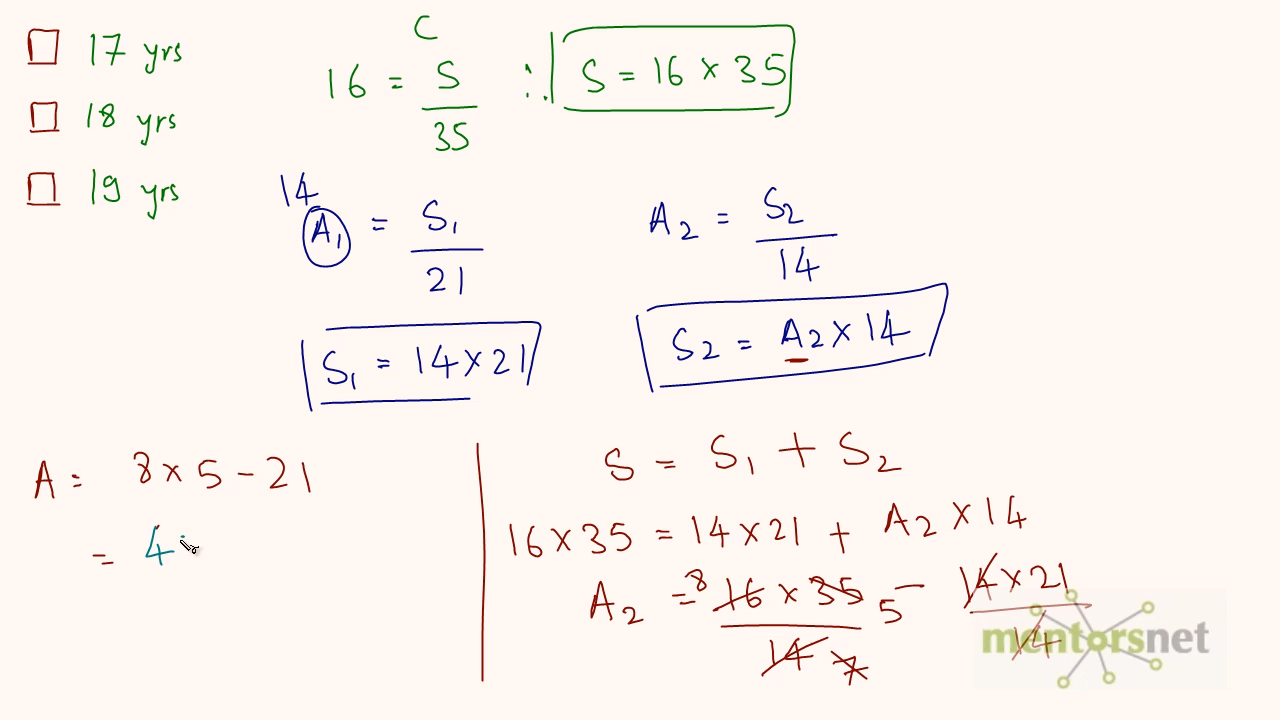 17 yrs
18 yrs
19 yrs
C
16 = S/35 ∴ S = 16 × 35
14
A₁ = S₁/21
A₂ = S₂/14
S₁ = 14 × 21
S₂ = A₂ × 14
A = 8 × 5 - 21
= 4
S = S₁ + S₂
16 × 35 = 14 × 21 + A₂ × 14
A₂ = 8 16 × 35 5 - 14 × 21
14 7 14
mentorsnet